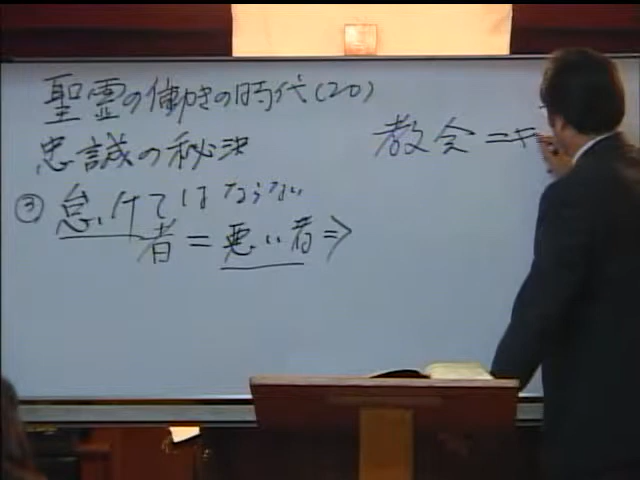 聖霊の働きの時代(20)
忠誠の秘決
③怠けてはならない
者=悪い者⇒
教会=キ